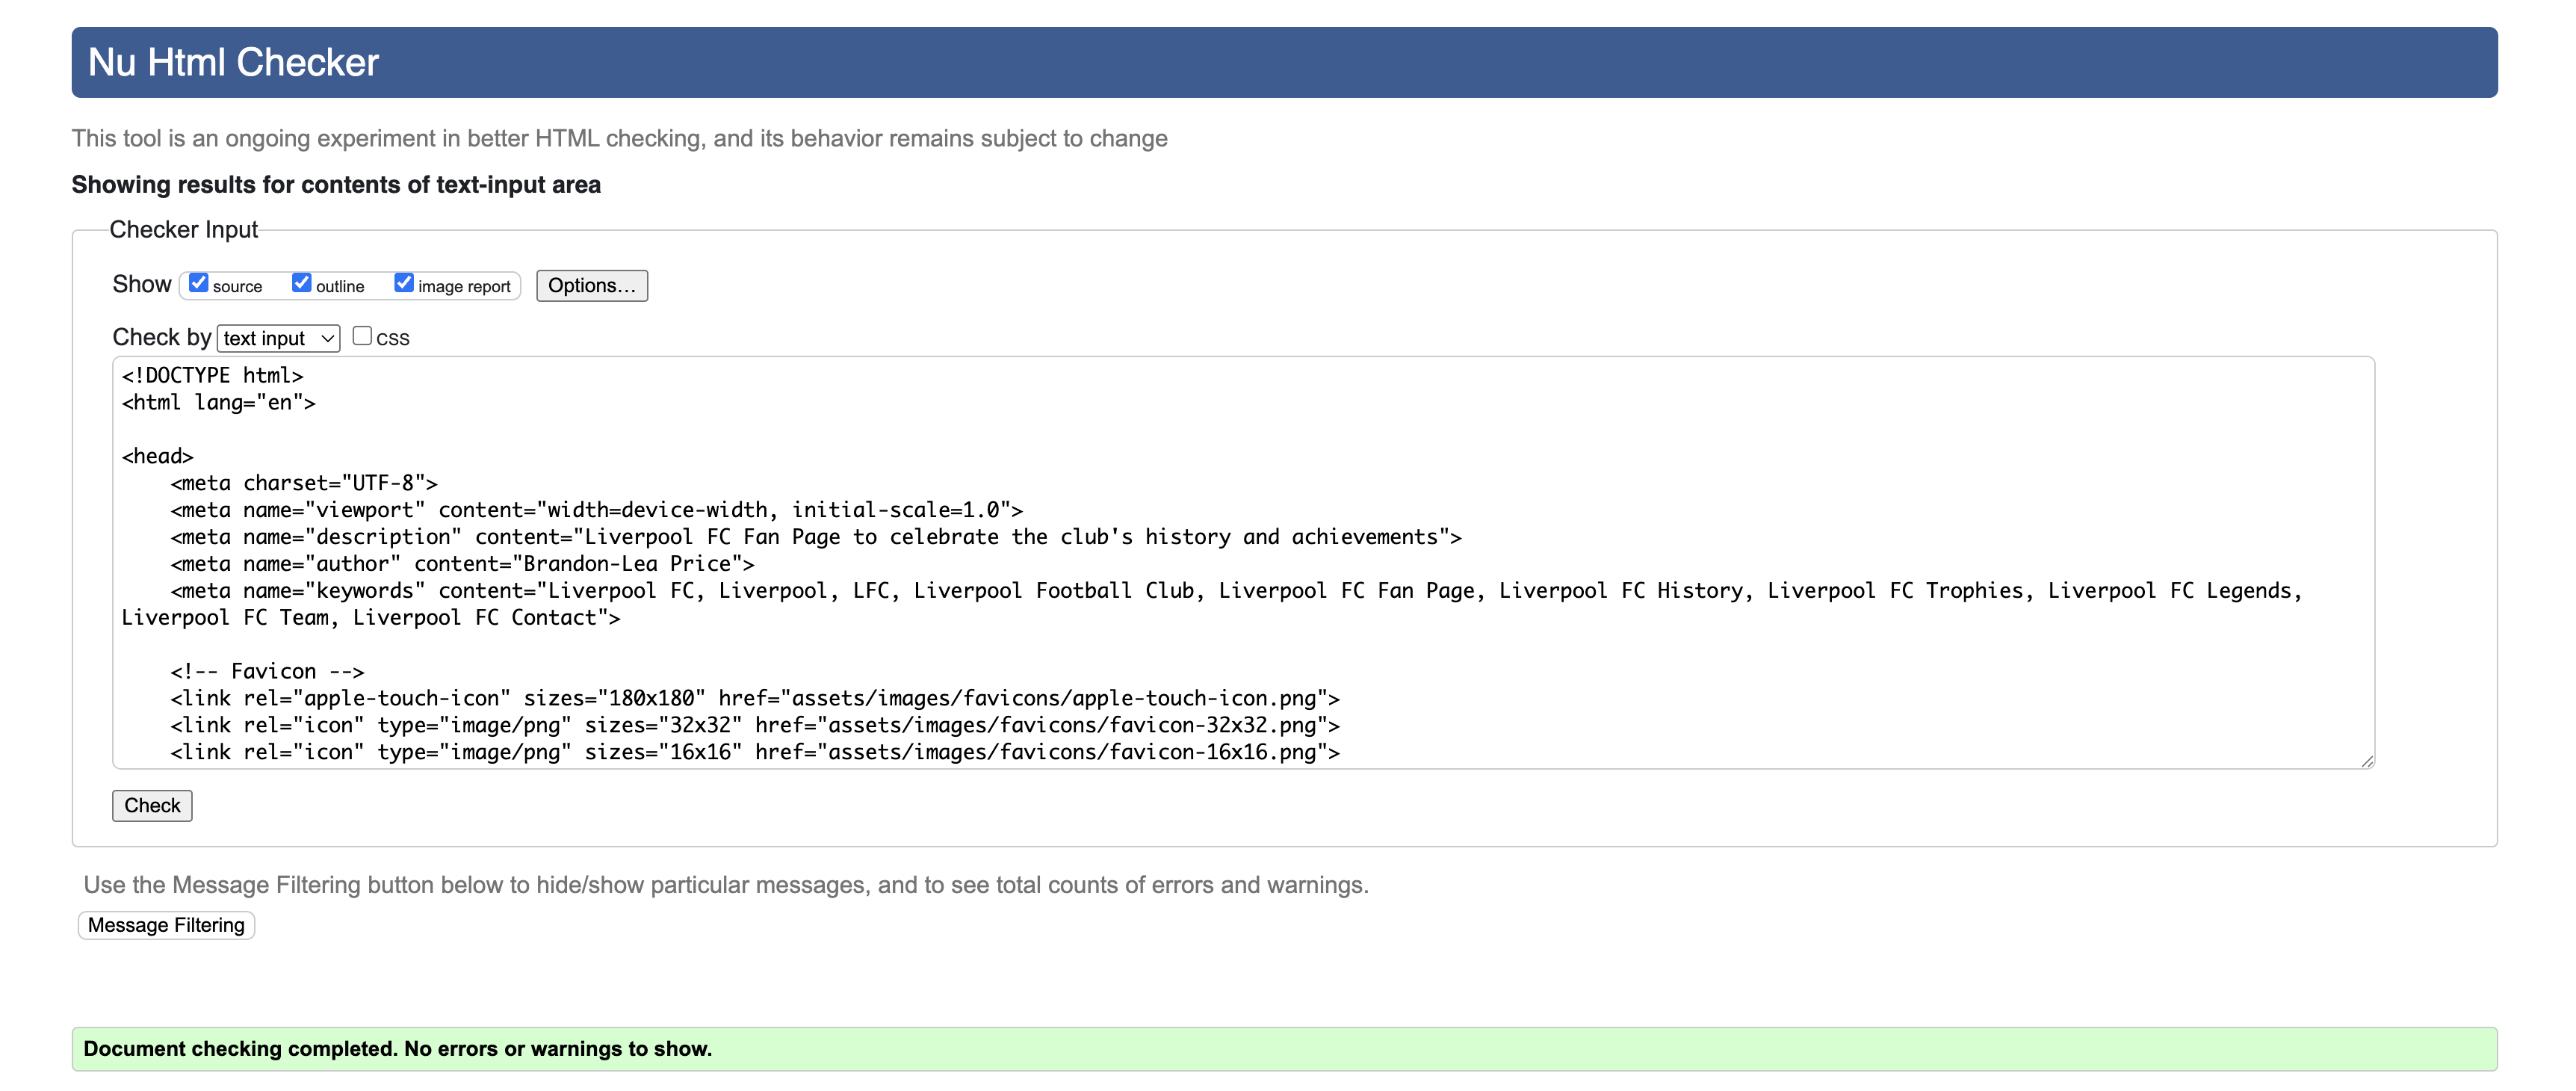 Nu Html Checker
This tool is an ongoing experiment in better HTML checking, and its behavior remains subject to change
Showing results for contents of text-input area
Checker Input
Show source outline image report Options...
Check by text input CSS
<!DOCTYPE html>
<html lang="en">
<head>
    <meta charset="UTF-8">
    <meta name="viewport" content="width=device-width, initial-scale=1.0">
    <meta name="description" content="Liverpool FC Fan Page to celebrate the club's history and achievements">
    <meta name="author" content="Brandon-Lea Price">
    <meta name="keywords" content="Liverpool FC, Liverpool, LFC, Liverpool Football Club, Liverpool FC Fan Page, Liverpool FC History, Liverpool FC Trophies, Liverpool FC Legends,
Liverpool FC Team, Liverpool FC Contact">
    <!-- Favicon -->
    <link rel="apple-touch-icon" sizes="180x180" href="assets/images/favicons/apple-touch-icon.png">
    <link rel="icon" type="image/png" sizes="32x32" href="assets/images/favicons/favicon-32x32.png">
    <link rel="icon" type="image/png" sizes="16x16" href="assets/images/favicons/favicon-16x16.png">
Check
Use the Message Filtering button below to hide/show particular messages, and to see total counts of errors and warnings.
Message Filtering
Document checking completed. No errors or warnings to show.